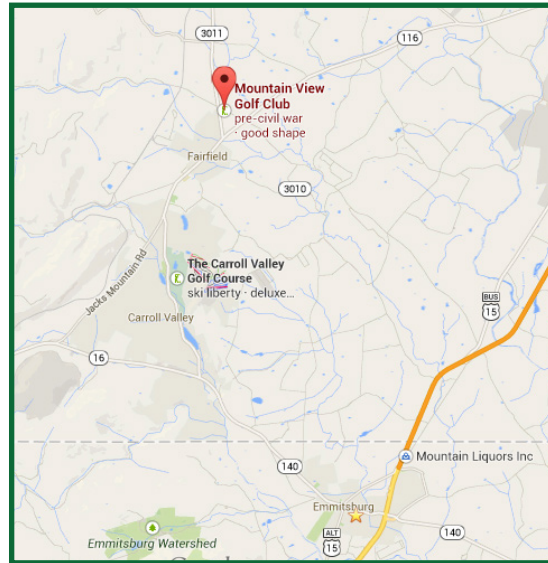 3011
116
Mountain View
Golf Club
pre-civil war
· good shape
Fairfield
3010
The Carroll Valley
Golf Course
ski liberty · deluxe...
Jacks Mountain Rd
BUS
15
Carroll Valley
16
Mountain Liquors Inc
140
Emmitsburg
140
ALT
15
Emmitsburg Watershed